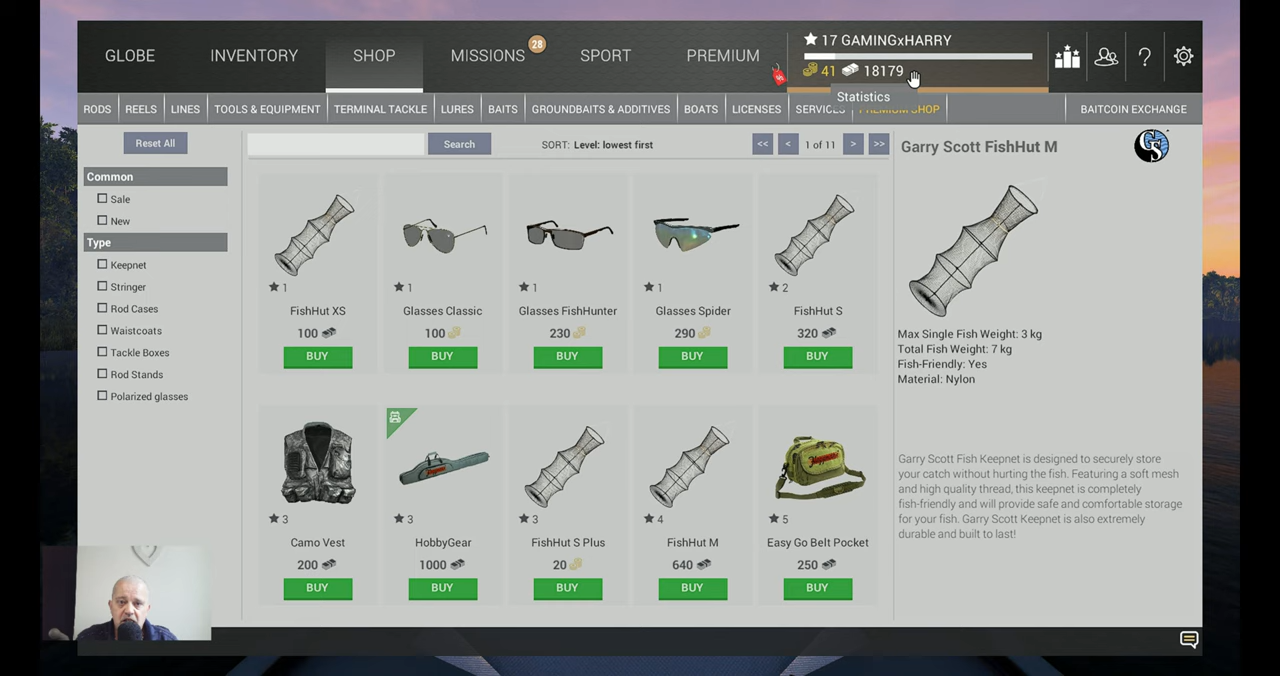 GLOBE
INVENTORY
SHOP
MISSIONS
28
SPORT
PREMIUM
17 GAMINGxHARRY
41 18179
Statistics
RODS
REELS
LINES
TOOLS & EQUIPMENT
TERMINAL TACKLE
LURES
BAITS
GROUNDBAITS & ADDITIVES
BOATS
LICENSES
SERVICES
PREMIUM SHOP
BAITCOIN EXCHANGE
Reset All
Search
SORT: Level: lowest first
<< < 1 of 11 > >>
Common
Sale
New
Type
Keepnet
Stringer
Rod Cases
Waistcoats
Tackle Boxes
Rod Stands
Polarized glasses
1
FishHut XS
100
BUY
1
Glasses Classic
100
BUY
1
Glasses FishHunter
230
BUY
1
Glasses Spider
290
BUY
2
FishHut S
320
BUY
3
Camo Vest
200
BUY
3
HobbyGear
1000
BUY
3
FishHut S Plus
20
BUY
4
FishHut M
640
BUY
5
Easy Go Belt Pocket
250
BUY
Garry Scott FishHut M
GS
Max Single Fish Weight: 3 kg
Total Fish Weight: 7 kg
Fish-Friendly: Yes
Material: Nylon
Garry Scott Fish Keepnet is designed to securely store
your catch without hurting the fish. Featuring a soft mesh
and high quality thread, this keepnet is completely
fish-friendly and will provide safe and comfortable storage
for your fish. Garry Scott Keepnet is also extremely
durable and built to last!